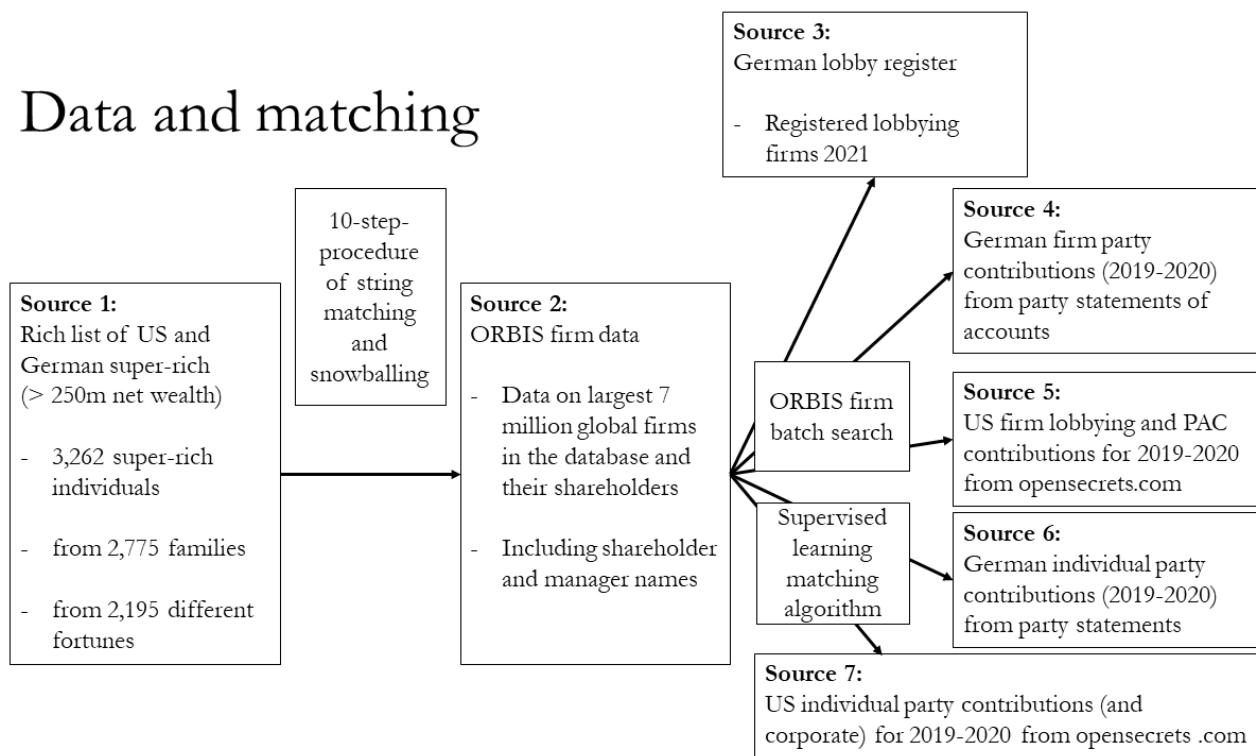 Data and matching
Source 1:
Rich list of US and
German super-rich
(> 250m net wealth)
- 3,262 super-rich
individuals
- from 2,775 families
- from 2,195 different
fortunes
10-step-
procedure
of string
matching
and
snowballing
Source 2:
ORBIS firm data
- Data on largest 7
million global firms
in the database and
their shareholders
- Including shareholder
and manager names
ORBIS firm
batch search
Supervised
learning
matching
algorithm
Source 3:
German lobby register
- Registered lobbying
firms 2021
Source 4:
German firm party
contributions (2019-2020)
from party statements of
accounts
Source 5:
US firm lobbying and PAC
contributions for 2019-2020
from opensecrets.com
Source 6:
German individual party
contributions (2019-2020)
from party statements
Source 7:
US individual party contributions (and
corporate) for 2019-2020 from opensecrets .com